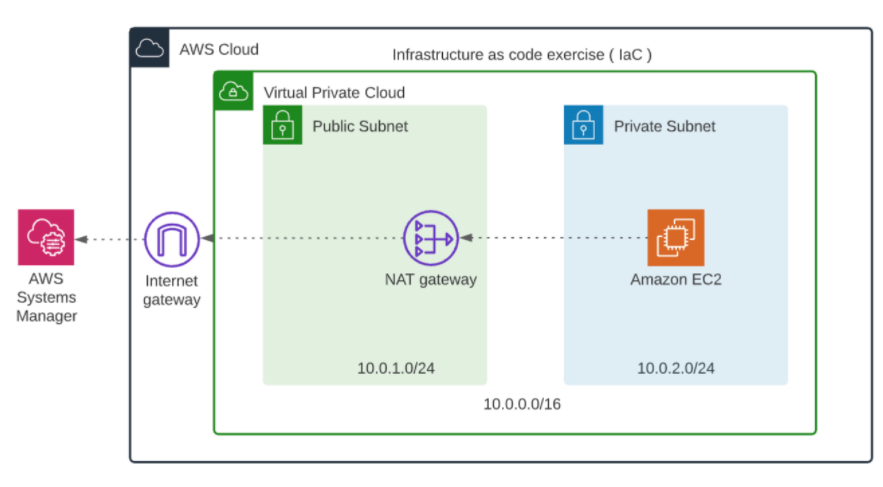 AWS Cloud
Infrastructure as code exercise ( IaC )
Virtual Private Cloud
Public Subnet
Private Subnet
AWS
Systems
Manager
Internet
gateway
NAT gateway
Amazon EC2
10.0.1.0/24
10.0.2.0/24
10.0.0.0/16